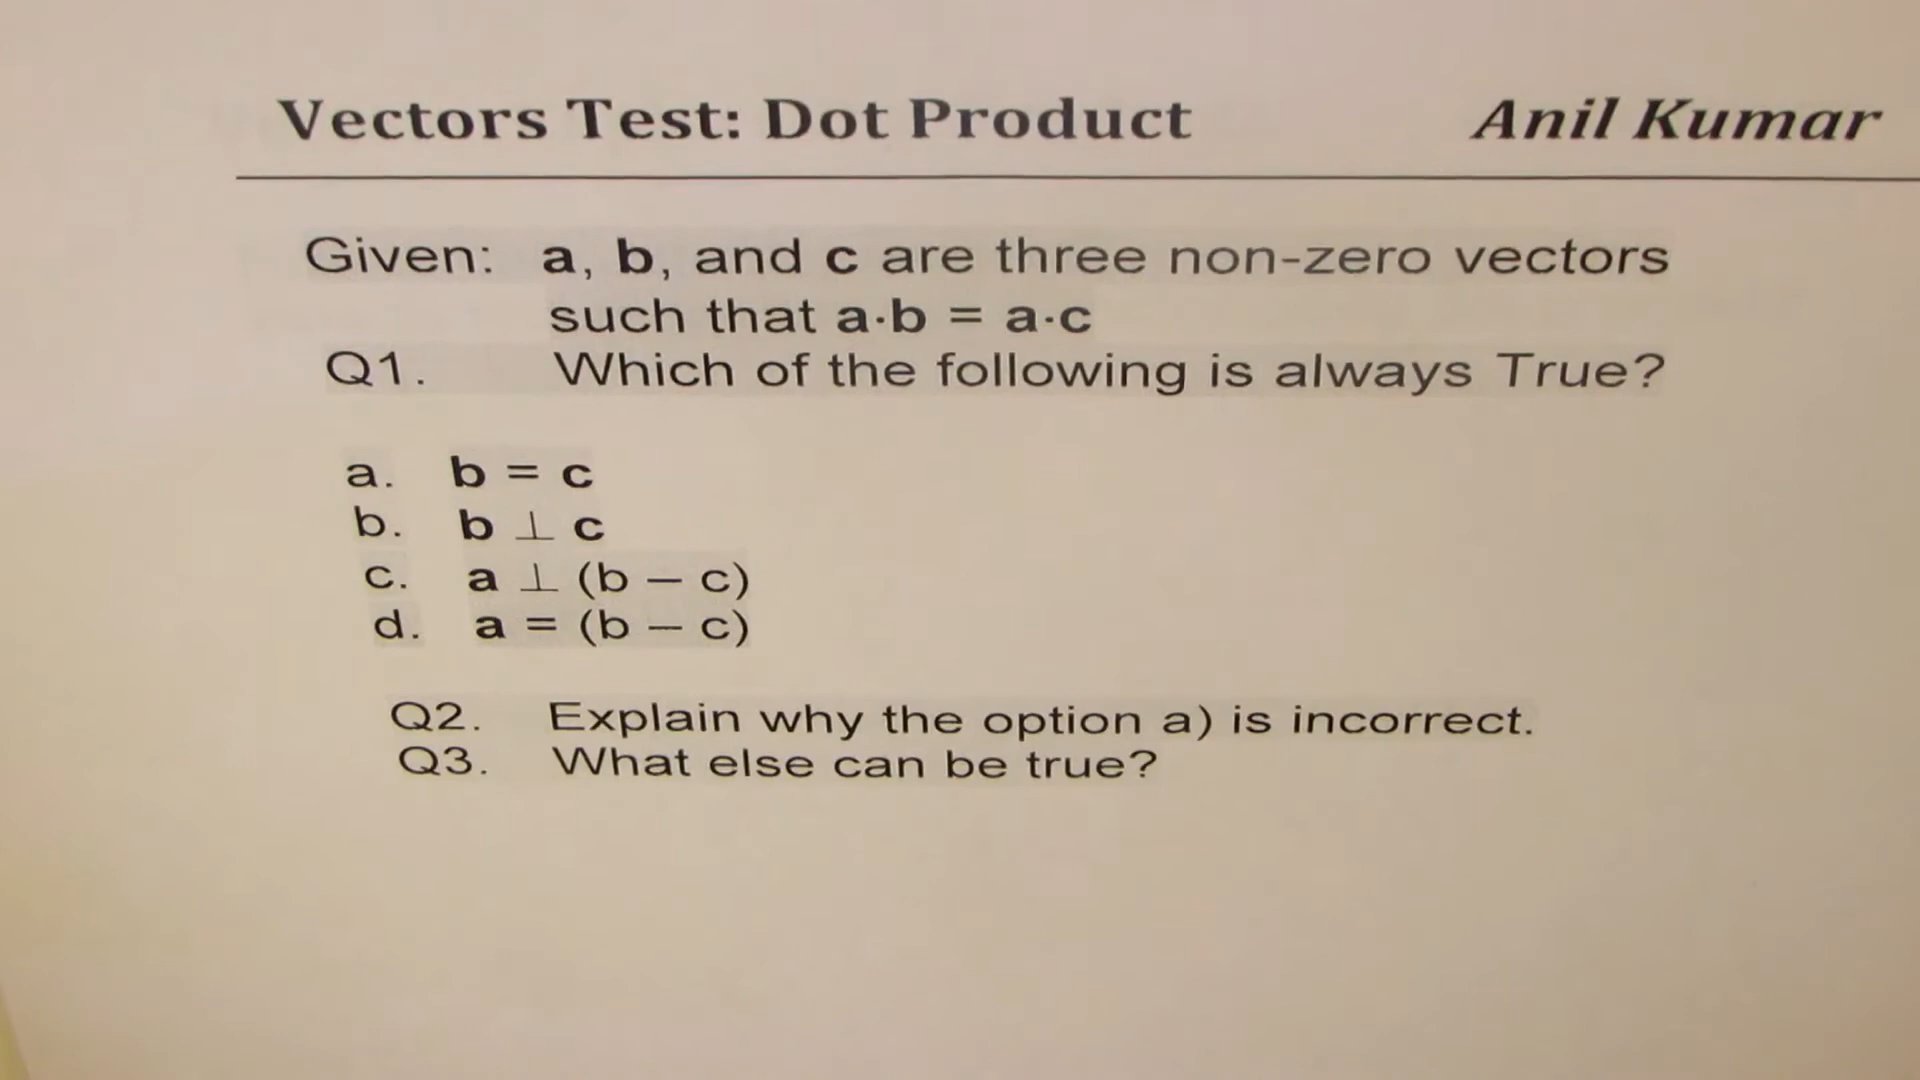 Vectors Test: Dot Product Anil Kumar
Given: a, b, and c are three non-zero vectors
such that a·b = a·c
Q1. Which of the following is always True?
a. b = c
b. b ⊥ c
c. a ⊥ (b – c)
d. a = (b – c)
Q2. Explain why the option a) is incorrect.
Q3. What else can be true?